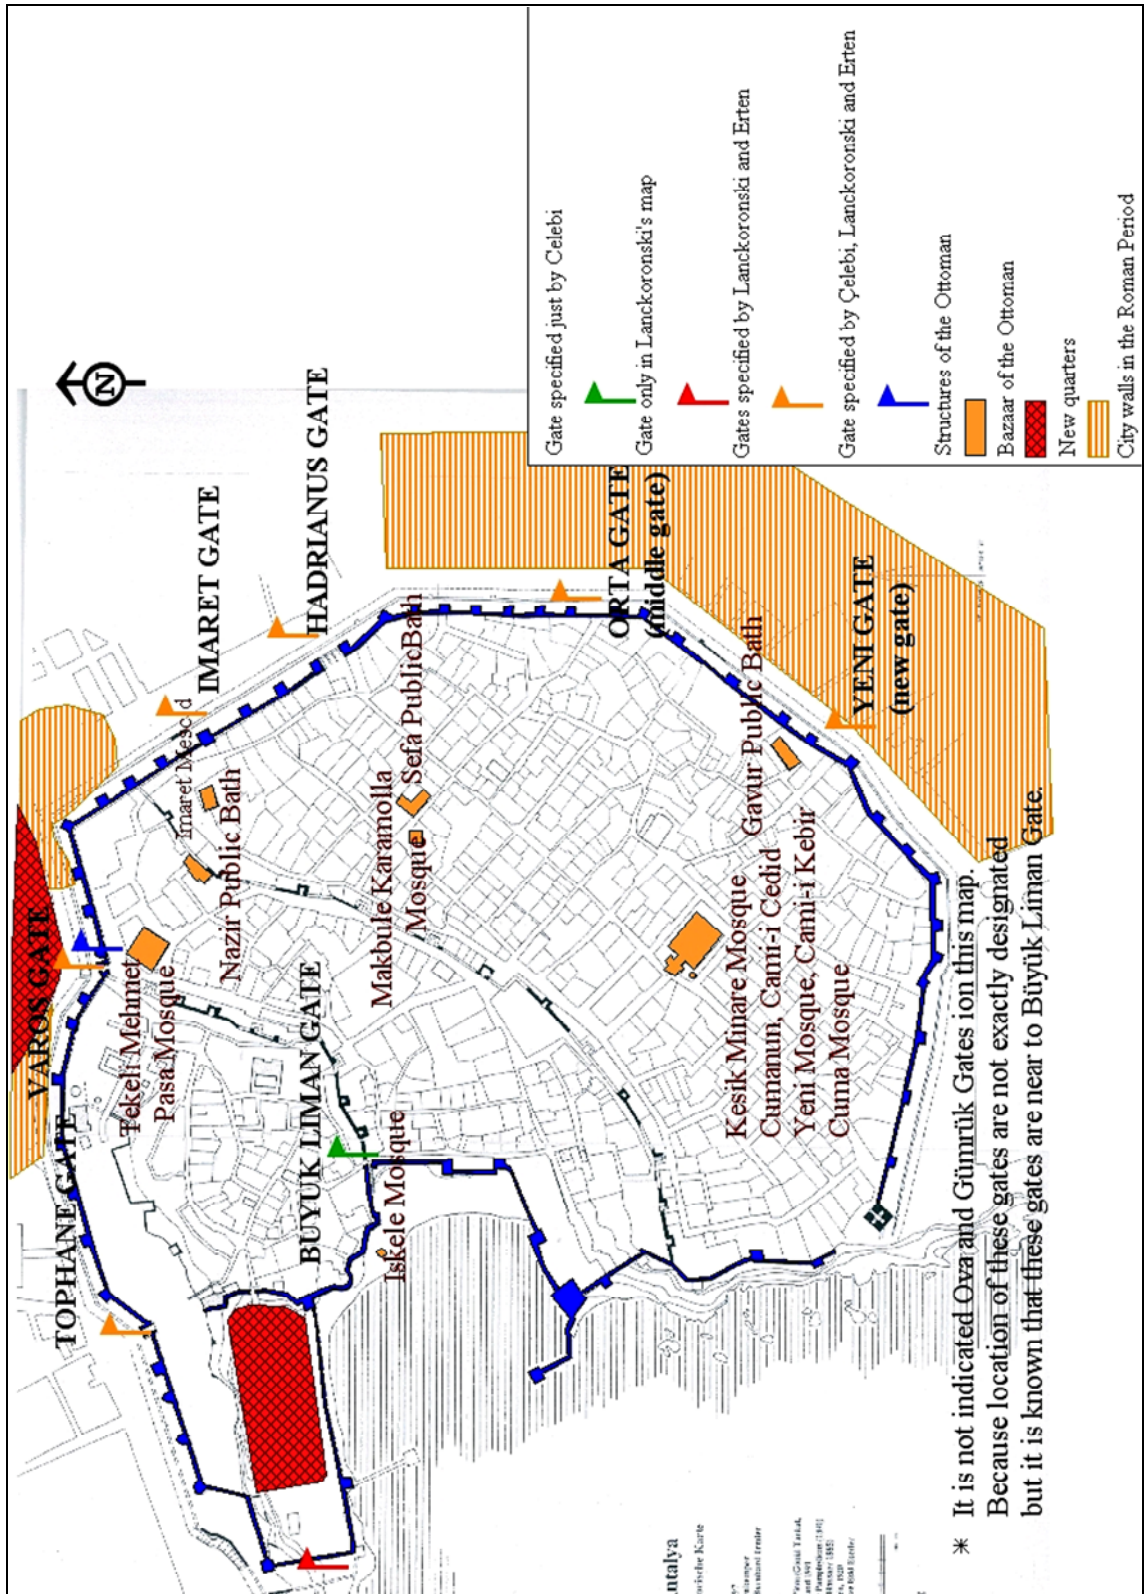 N
VAROS GATE
TOPHANE GATE
IMARET GATE
HADRIANUS GATE
ORTA GATE
(middle gate)
YENI GATE
(new gate)
BUYUK LIMAN GATE
Tekeli Mehmet
Pasa Mosque
Imaret Mesc d
Nazir Public Bath
Makbule Karamolla
Mosque
Sefa PublicBath
Iskele Mosque
Gavur Public Bath
Kesik Minare Mosque
Cumanun, Cami-i Cedid
Yeni Mosque, Cami-i Kebir
Cuma Mosque
Gate specified just by Celebi
Gate only in Lanckoronski's map
Gates specified by Lanckoronski and Erten
Gate specified by Çelebi, Lanckoronski and Erten
Structures of the Ottoman
Bazaar of the Ottoman
New quarters
City walls in the Roman Period
* It is not indicated Ova and Gümrük Gates ion this map.
Because location of these gates are not exactly designated
but it is known that these gates are near to Büyük Liman Gate.
ntalya
orische Karte